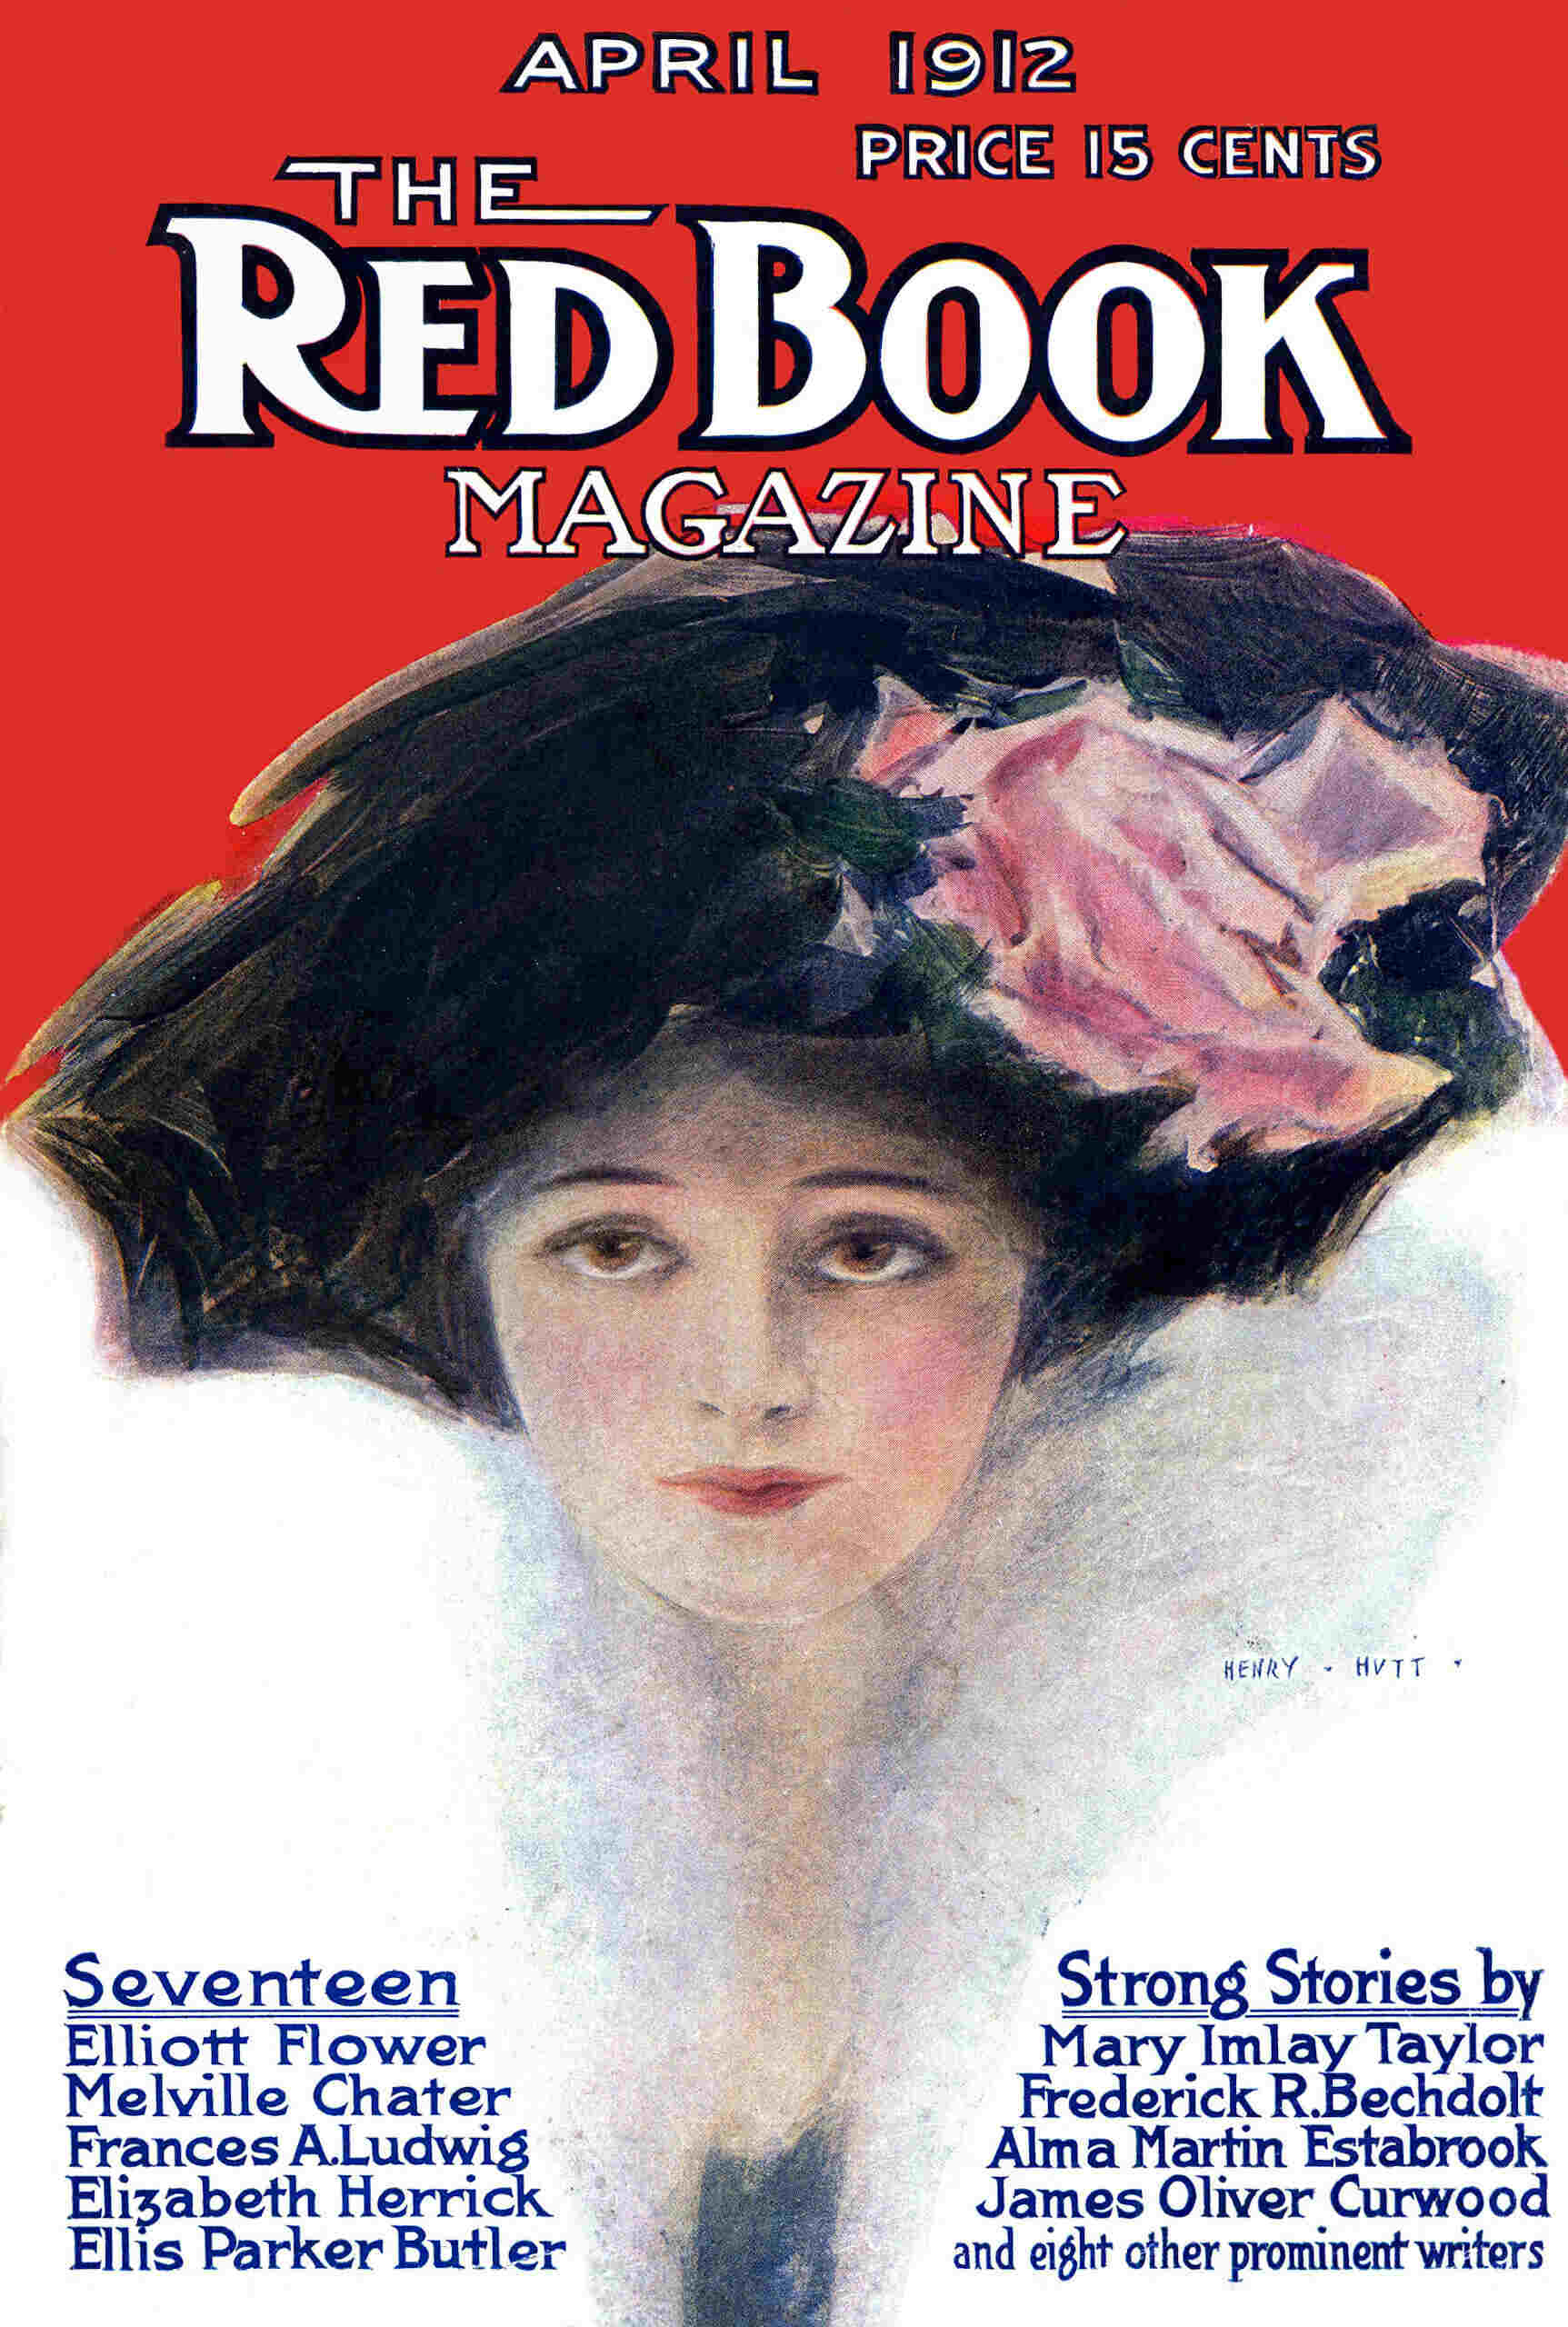 APRIL 1912
PRICE 15 CENTS
THE
RED BOOK
MAGAZINE
HENRY · HVTT ·
Seventeen
Elliott Flower
Melville Chater
Frances A. Ludwig
Elizabeth Herrick
Ellis Parker Butler
Strong Stories by
Mary Imlay Taylor
Frederick R. Bechdolt
Alma Martin Estabrook
James Oliver Curwood
and eight other prominent writers